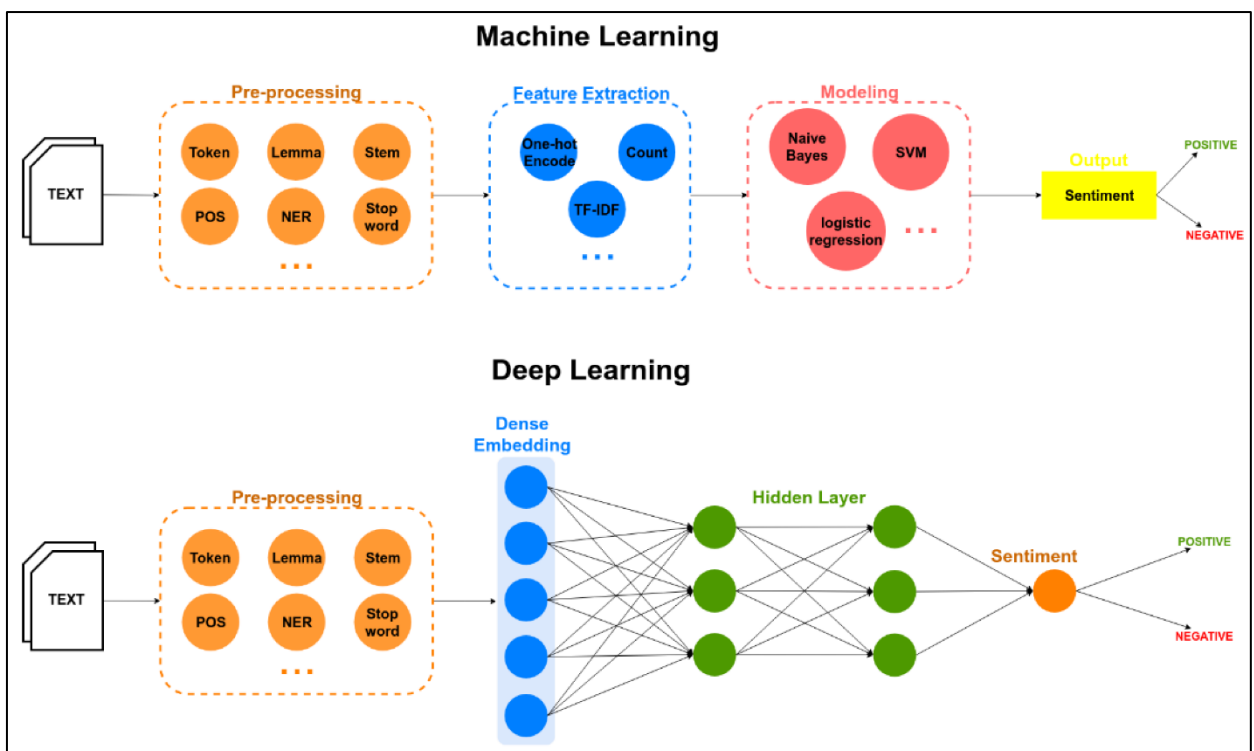 Machine Learning
Pre-processing
Feature Extraction
Modeling
TEXT
Token
Lemma
Stem
POS
NER
Stop
word
...
One-hot
Encode
Count
TF-IDF
...
Naive
Bayes
SVM
logistic
regression
...
Output
Sentiment
POSITIVE
NEGATIVE
Deep Learning
Dense
Embedding
Pre-processing
Hidden Layer
TEXT
Token
Lemma
Stem
POS
NER
Stop
word
...
Sentiment
POSITIVE
NEGATIVE